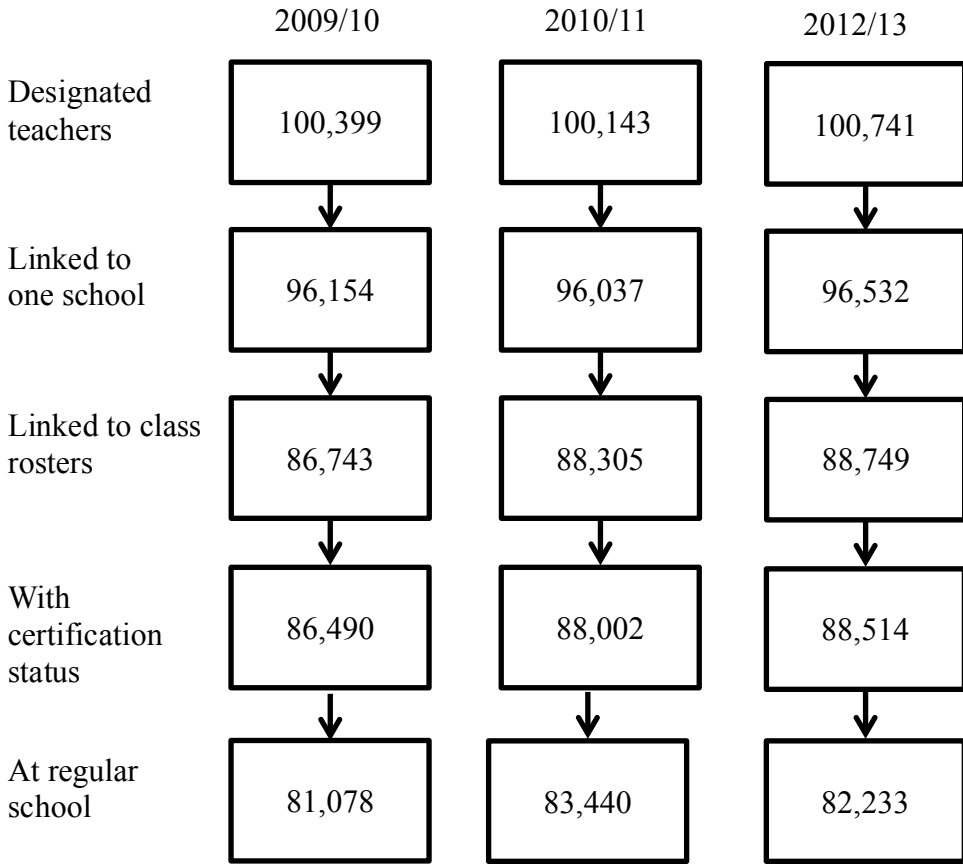 2009/10 2010/11 2012/13
Designated
teachers
100,399 100,143 100,741
Linked to
one school
96,154 96,037 96,532
Linked to class
rosters
86,743 88,305 88,749
With
certification
status
86,490 88,002 88,514
At regular
school
81,078 83,440 82,233